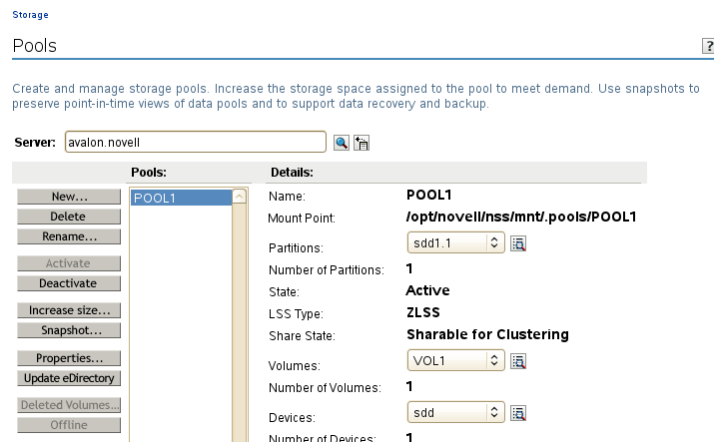 Storage
Pools
?
Create and manage storage pools. Increase the storage space assigned to the pool to meet demand. Use snapshots to
preserve point-in-time views of data pools and to support data recovery and backup.
Server: avalon.novell
Pools: Details:
New... POOL1 Name: POOL1
Delete Mount Point: /opt/novell/nss/mnt/.pools/POOL1
Rename... Partitions: sdd1.1
Activate Number of Partitions: 1
Deactivate State: Active
Increase size... LSS Type: ZLSS
Snapshot... Share State: Sharable for Clustering
Properties... Volumes: VOL1
Update eDirectory Number of Volumes: 1
Deleted Volumes... Devices: sdd
Offline Number of Devices: 1